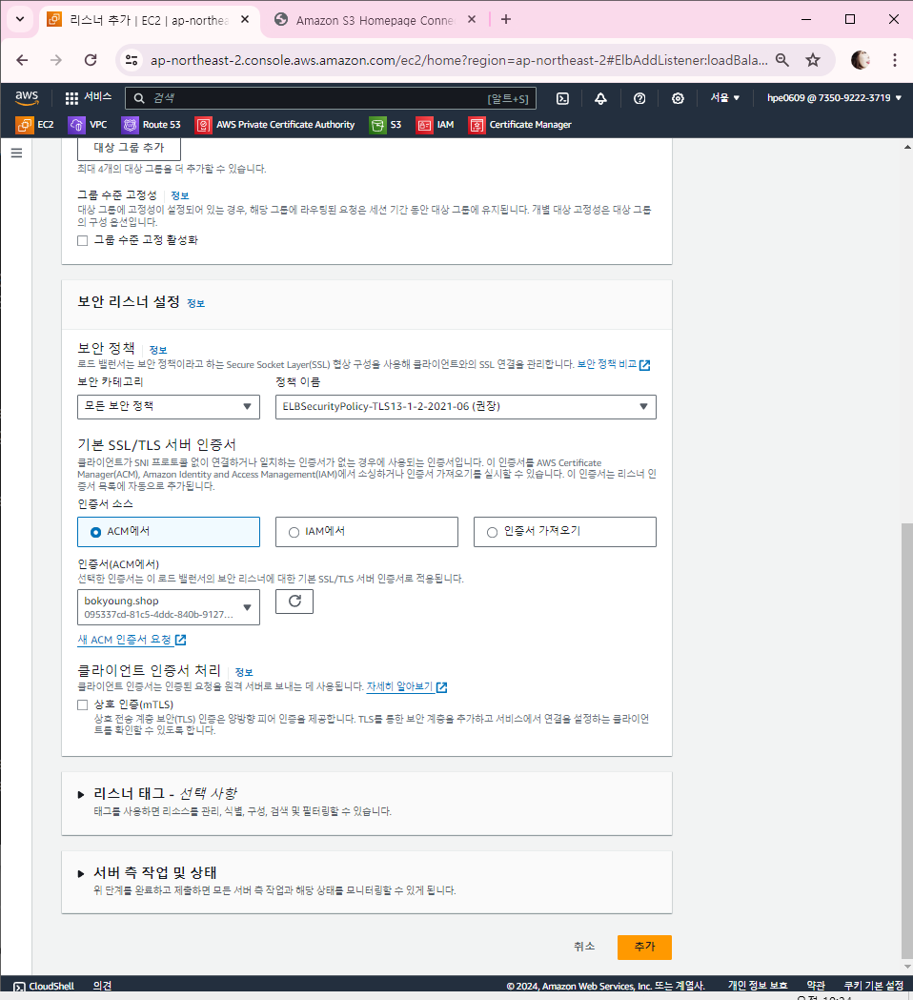 리스너 추가 | EC2 | ap-northea
Amazon S3 Homepage Conne
ap-northeast-2.console.aws.amazon.com/ec2/home?region=ap-northeast-2#ElbAddListener:loadBala...
aws
서비스
검색
[알트+S]
서울
hpe0609 @ 7350-9222-3719
EC2
VPC
Route 53
AWS Private Certificate Authority
S3
IAM
Certificate Manager
대상 그룹 추가
최대 4개의 대상 그룹을 더 추가할 수 있습니다.
그룹 수준 고정성 정보
대상 그룹에 고정성이 설정되어 있는 경우, 해당 그룹에 라우팅된 요청은 세션 기간 동안 대상 그룹에 유지됩니다. 개별 대상 고정성은 대상 그룹
의 구성 옵션입니다.
그룹 수준 고정 활성화
보안 리스너 설정 정보
보안 정책 정보
로드 밸런서는 보안 정책이라고 하는 Secure Socket Layer(SSL) 협상 구성을 사용해 클라이언트와의 SSL 연결을 관리합니다. 보안 정책 비교
보안 카테고리
정책 이름
모든 보안 정책
ELBSecurityPolicy-TLS13-1-2-2021-06 (권장)
기본 SSL/TLS 서버 인증서
클라이언트가 SNI 프로토콜 없이 연결하거나 일치하는 인증서가 없는 경우에 사용되는 인증서입니다. 이 인증서를 AWS Certificate
Manager(ACM), Amazon Identity and Access Management(IAM)에서 소싱하거나 인증서 가져오기를 실시할 수 있습니다. 이 인증서는 리스너 인
증서 목록에 자동으로 추가됩니다.
인증서 소스
ACM에서
IAM에서
인증서 가져오기
인증서(ACM에서)
선택한 인증서는 이 로드 밸런서의 보안 리스너에 대한 기본 SSL/TLS 서버 인증서로 적용됩니다.
bokyoung.shop
095337cd-81c5-4ddc-840b-9127...
새 ACM 인증서 요청
클라이언트 인증서 처리 정보
클라이언트 인증서는 인증된 요청을 원격 서버로 보내는 데 사용됩니다. 자세히 알아보기
상호 인증(mTLS)
상호 전송 계층 보안(TLS) 인증은 양방향 피어 인증을 제공합니다. TLS를 통한 보안 계층을 추가하고 서비스에서 연결을 설정하는 클라이언
트를 확인할 수 있도록 합니다.
리스너 태그 - 선택 사항
태그를 사용하면 리소스를 관리, 식별, 구성, 검색 및 필터링할 수 있습니다.
서버 측 작업 및 상태
위 단계를 완료하고 제출하면 모든 서버 측 작업과 해당 상태를 모니터링할 수 있게 됩니다.
취소
추가
CloudShell
의견
© 2024, Amazon Web Services, Inc. 또는 계열사.
개인 정보 보호
약관
쿠키 기본 설정